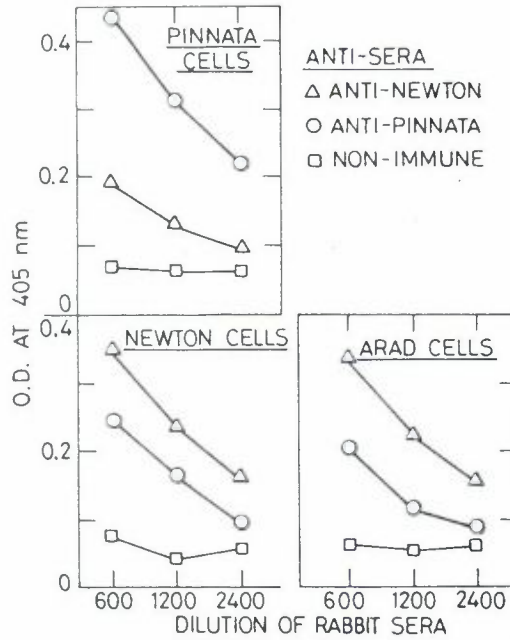 0.4
PINNATA
CELLS
ANTI-SERA
△ ANTI-NEWTON
○ ANTI-PINNATA
□ NON-IMMUNE
0.2
0
O.D. AT 405 nm
0.4
NEWTON CELLS
ARAD CELLS
0.2
0
600 1200 2400 600 1200 2400
DILUTION OF RABBIT SERA